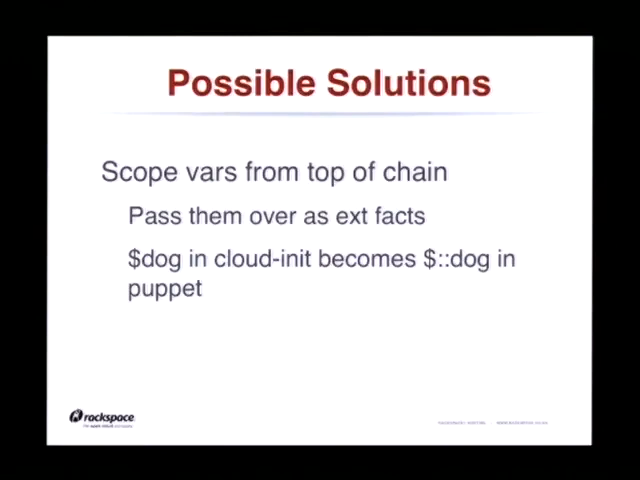 Possible Solutions
Scope vars from top of chain
Pass them over as ext facts
$dog in cloud-init becomes $::dog in
puppet
rackspace